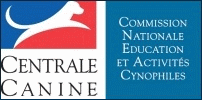 CENTRALE
CANINE
COMMISSION
NATIONALE
EDUCATION
ET ACTIVITÉS
CYNOPHILES